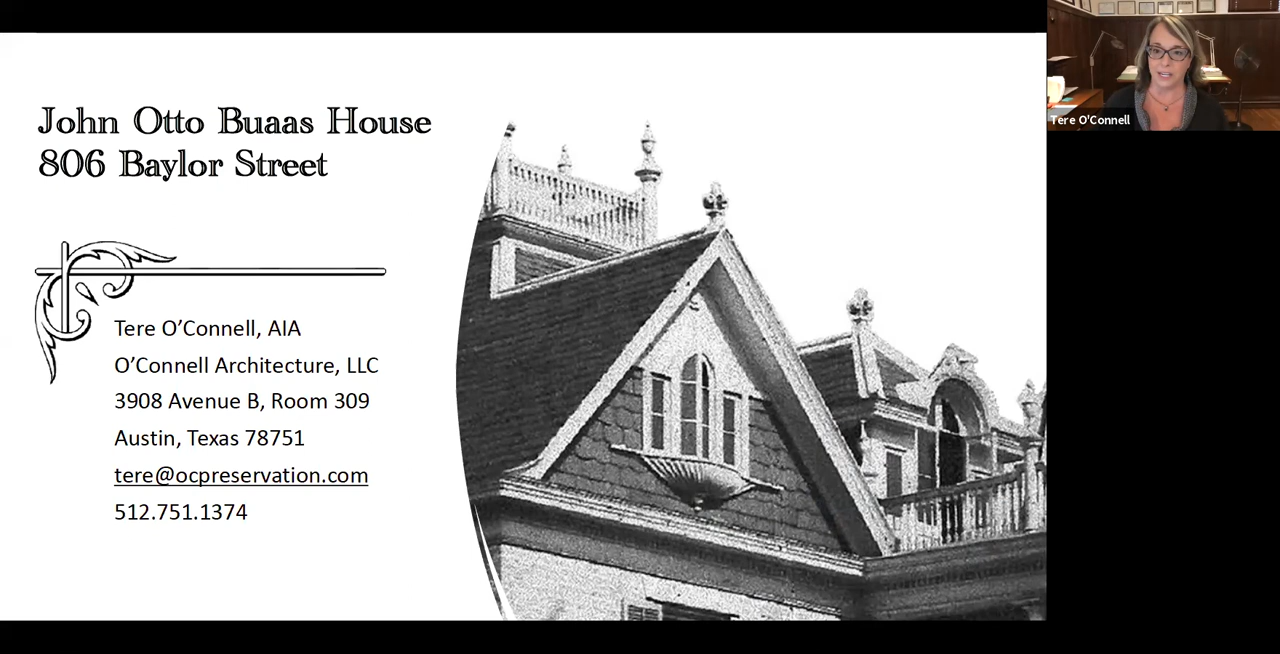 John Otto Buaas House
806 Baylor Street
Tere O’Connell, AIA
O’Connell Architecture, LLC
3908 Avenue B, Room 309
Austin, Texas 78751
tere@ocpreservation.com
512.751.1374
Tere O'Connell